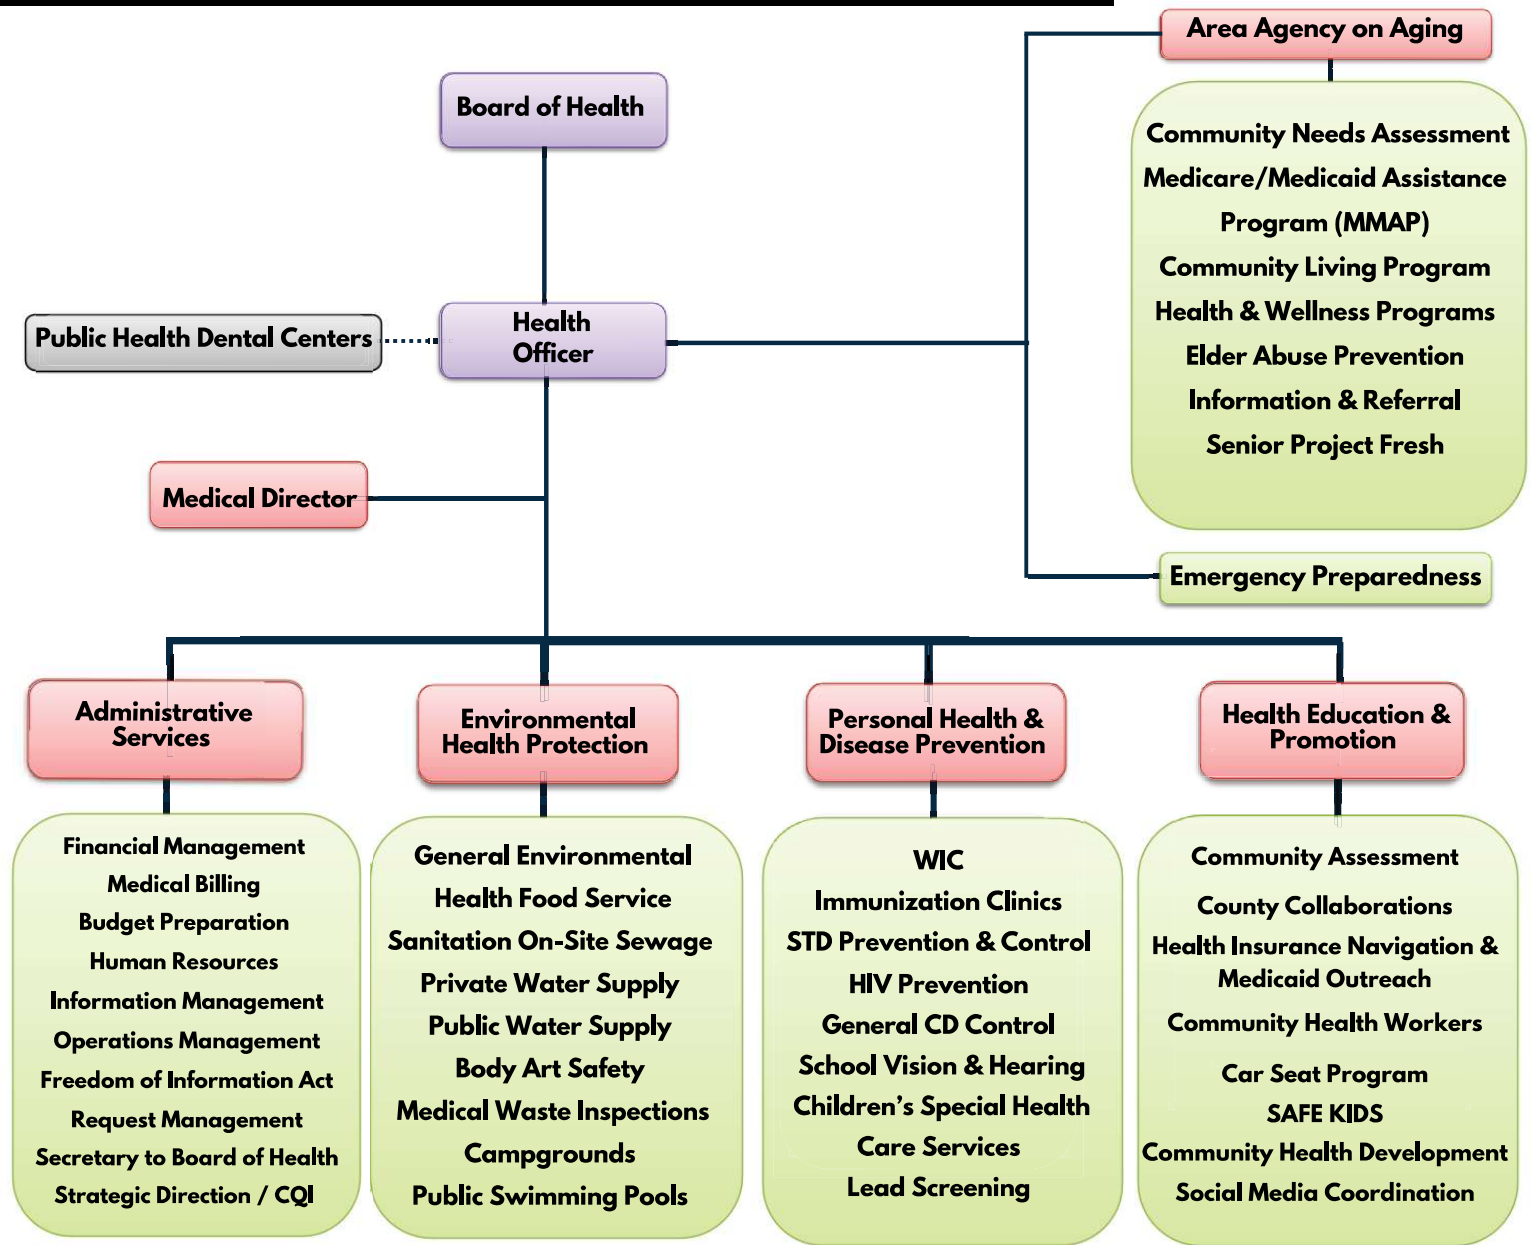 Area Agency on Aging
Community Needs Assessment
Medicare/Medicaid Assistance
Program (MMAP)
Community Living Program
Health & Wellness Programs
Elder Abuse Prevention
Information & Referral
Senior Project Fresh
Board of Health
Public Health Dental Centers
Health
Officer
Medical Director
Emergency Preparedness
Administrative
Services
Financial Management
Medical Billing
Budget Preparation
Human Resources
Information Management
Operations Management
Freedom of Information Act
Request Management
Secretary to Board of Health
Strategic Direction / CQI
Environmental
Health Protection
General Environmental
Health Food Service
Sanitation On-Site Sewage
Private Water Supply
Public Water Supply
Body Art Safety
Medical Waste Inspections
Campgrounds
Public Swimming Pools
Personal Health &
Disease Prevention
WIC
Immunization Clinics
STD Prevention & Control
HIV Prevention
General CD Control
School Vision & Hearing
Children's Special Health
Care Services
Lead Screening
Health Education &
Promotion
Community Assessment
County Collaborations
Health Insurance Navigation &
Medicaid Outreach
Community Health Workers
Car Seat Program
SAFE KIDS
Community Health Development
Social Media Coordination